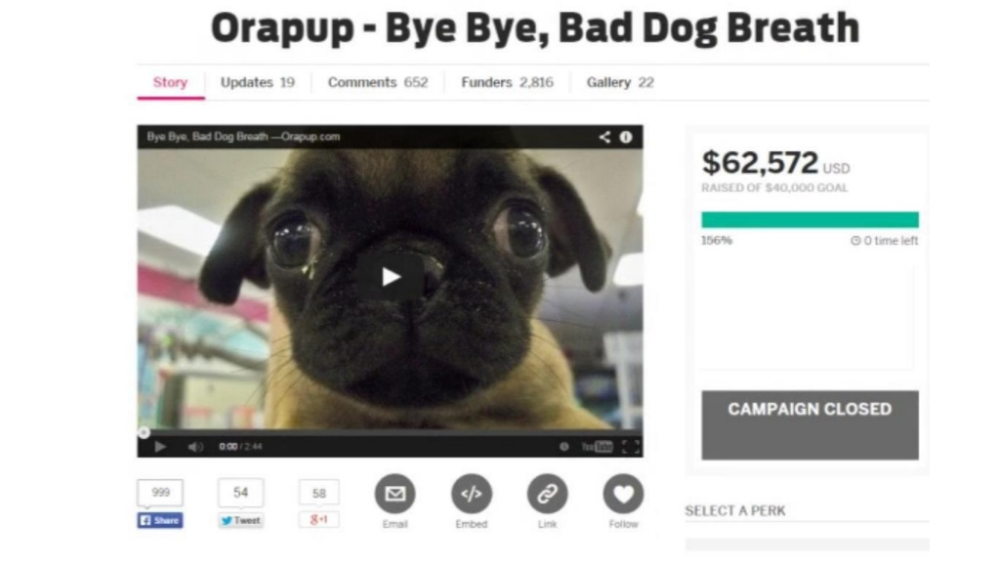 Orapup - Bye Bye, Bad Dog Breath
Story Updates 19 Comments 652 Funders 2,816 Gallery 22
Bye Bye, Bad Dog Breath —Orapup.com
$62,572 USD
RAISED OF $40,000 GOAL
156% 0 time left
CAMPAIGN CLOSED
0:00 / 2:44 YouTube
999 54 58
Share Tweet g+1 Email Embed Link Follow
SELECT A PERK